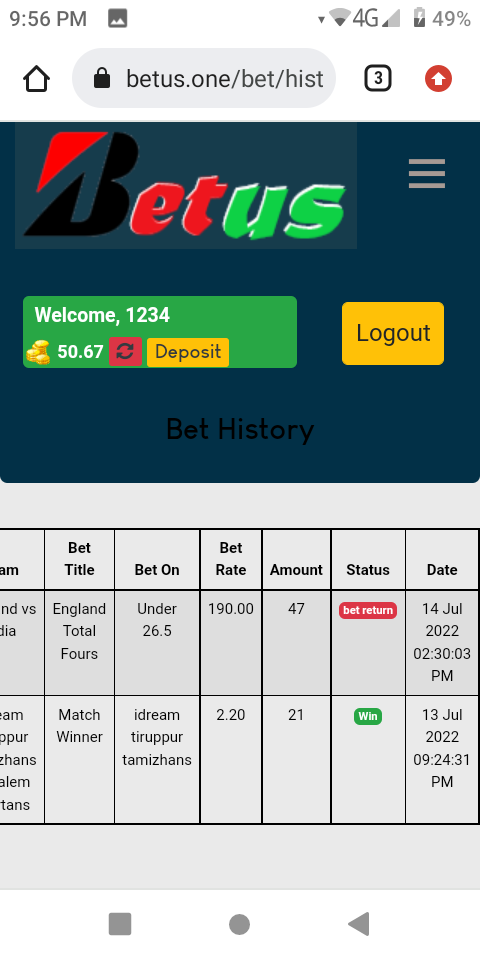 9:56 PM 4G 49%
betus.one/bet/hist 3
Betus
Welcome, 1234
50.67 Deposit
Logout
Bet History
Bet Bet
am Title Bet On Rate Amount Status Date
nd vs England Under 190.00 47 bet return 14 Jul
dia Total 26.5 2022
Fours 02:30:03
PM
eam Match idream 2.20 21 Win 13 Jul
ppur Winner tiruppur 2022
zhans tamizhans 09:24:31
alem PM
rtans